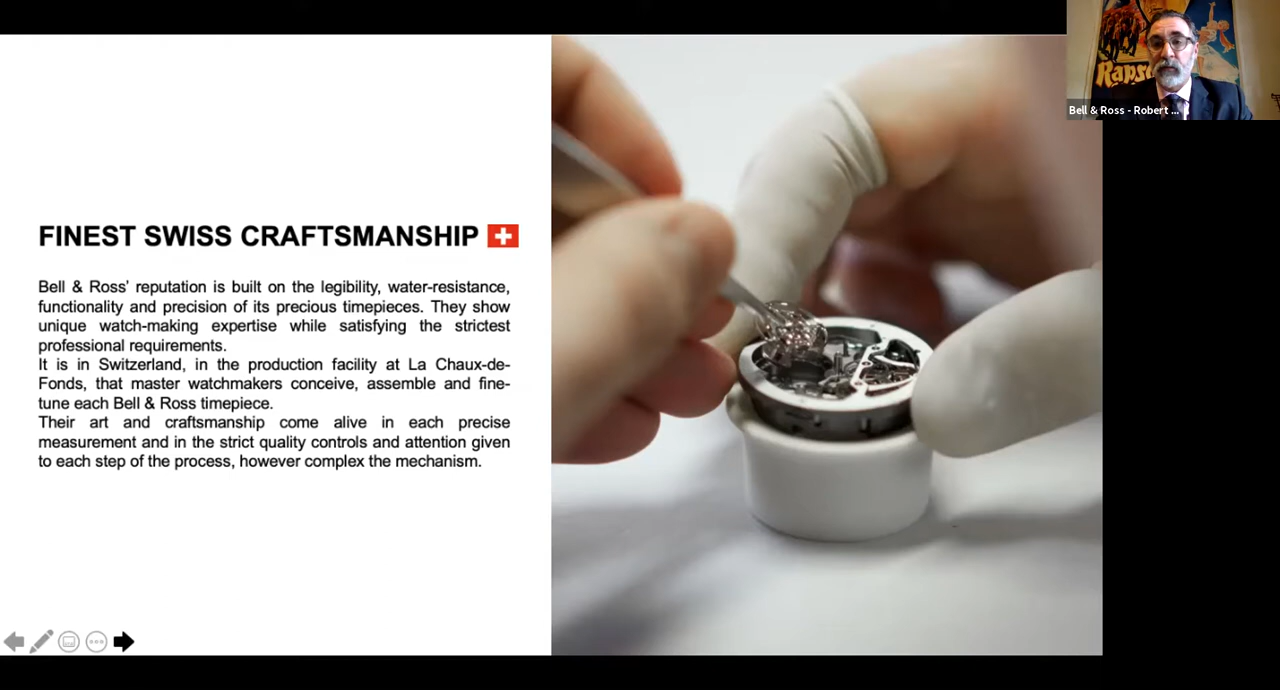 FINEST SWISS CRAFTSMANSHIP
Bell & Ross’ reputation is built on the legibility, water-resistance,
functionality and precision of its precious timepieces. They show
unique watch-making expertise while satisfying the strictest
professional requirements.
It is in Switzerland, in the production facility at La Chaux-de-
Fonds, that master watchmakers conceive, assemble and fine-
tune each Bell & Ross timepiece.
Their art and craftsmanship come alive in each precise
measurement and in the strict quality controls and attention given
to each step of the process, however complex the mechanism.
Bell & Ross - Robert ...